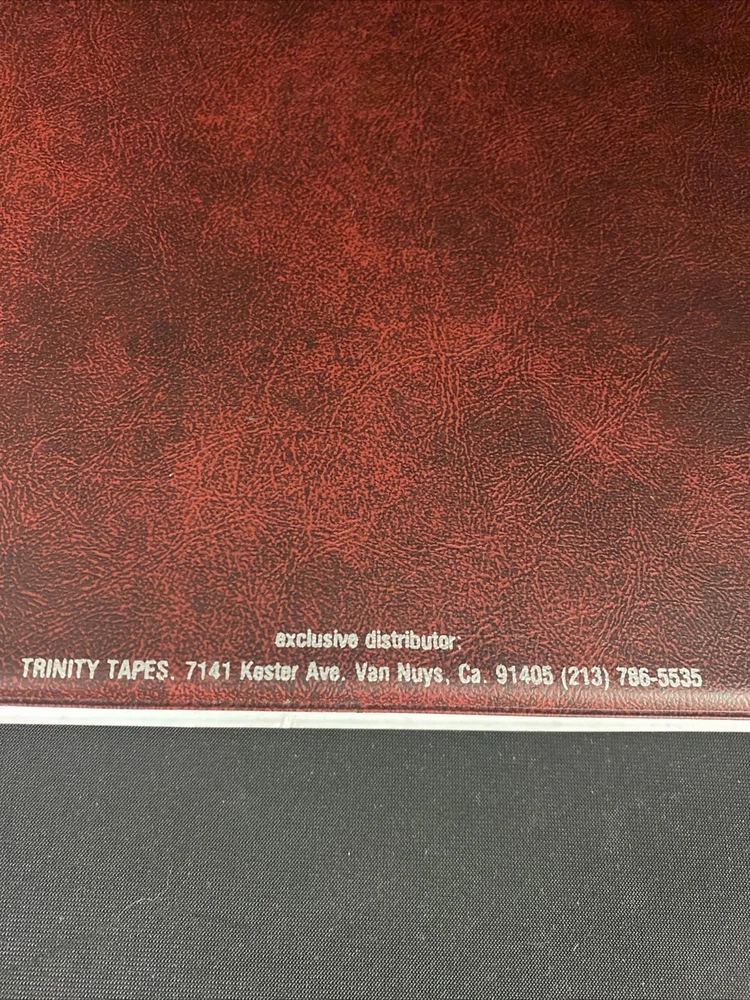 exclusive distributor:
TRINITY TAPES. 7141 Kester Ave. Van Nuys, Ca. 91405 (213) 786-5535